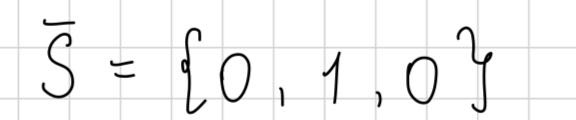 S̄ = {0, 1, 0}